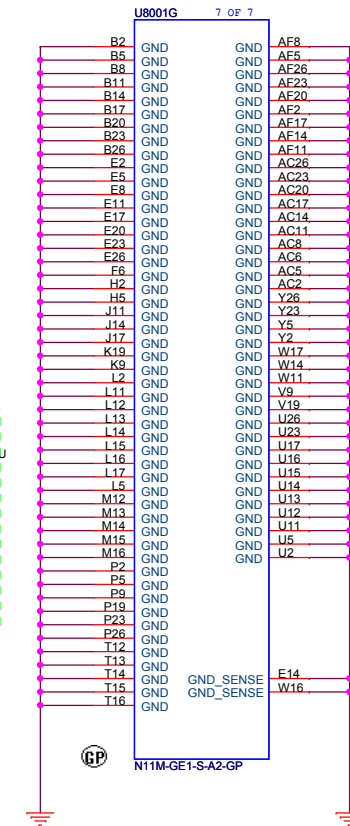 U8001G 7 OF 7
B2 GND GND AF8
B5 GND GND AF5
B8 GND GND AF26
B11 GND GND AF23
B14 GND GND AF20
B17 GND GND AF2
B20 GND GND AF17
B23 GND GND AF14
B26 GND GND AF11
E2 GND GND AC26
E5 GND GND AC23
E8 GND GND AC20
E11 GND GND AC17
E17 GND GND AC14
E20 GND GND AC11
E23 GND GND AC8
E26 GND GND AC6
F6 GND GND AC5
H2 GND GND AC2
H5 GND GND Y26
J11 GND GND Y23
J14 GND GND Y5
J17 GND GND Y2
K19 GND GND W17
K9 GND GND W14
L2 GND GND W11
L11 GND GND V9
L12 GND GND V19
L13 GND GND U26
L14 GND GND U23
L15 GND GND U17
U L16 GND GND U16
L17 GND GND U15
L5 GND GND U14
M12 GND GND U13
M13 GND GND U12
M14 GND GND U11
M15 GND GND U5
M16 GND GND U2
P2 GND
P5 GND
P9 GND
P19 GND
P23 GND
P26 GND
T12 GND
T13 GND
T14 GND GND_SENSE E14
T15 GND GND_SENSE W16
T16 GND
GP
N11M-GE1-S-A2-GP